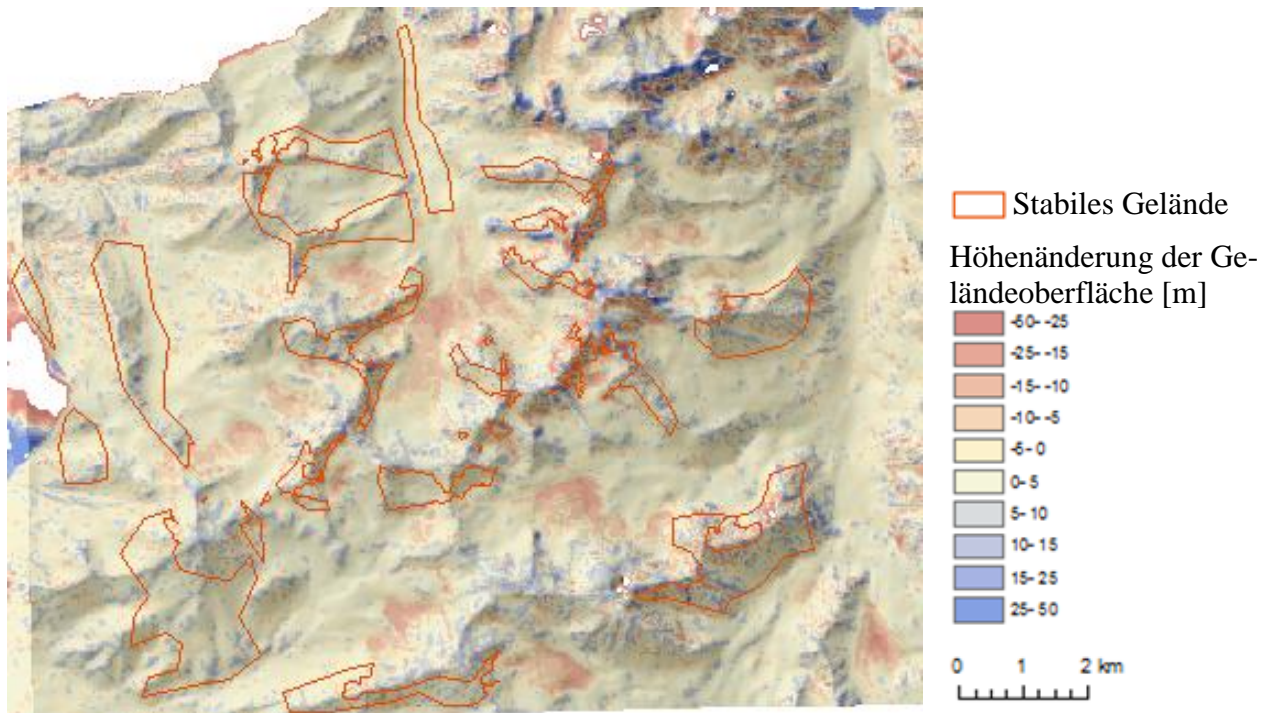 Stabiles Gelände
Höhenänderung der Ge-
ländeoberfläche [m]
-50- -25
-25- -15
-15- -10
-10- -5
-5- 0
0- 5
5- 10
10- 15
15- 25
25- 50
0 1 2 km